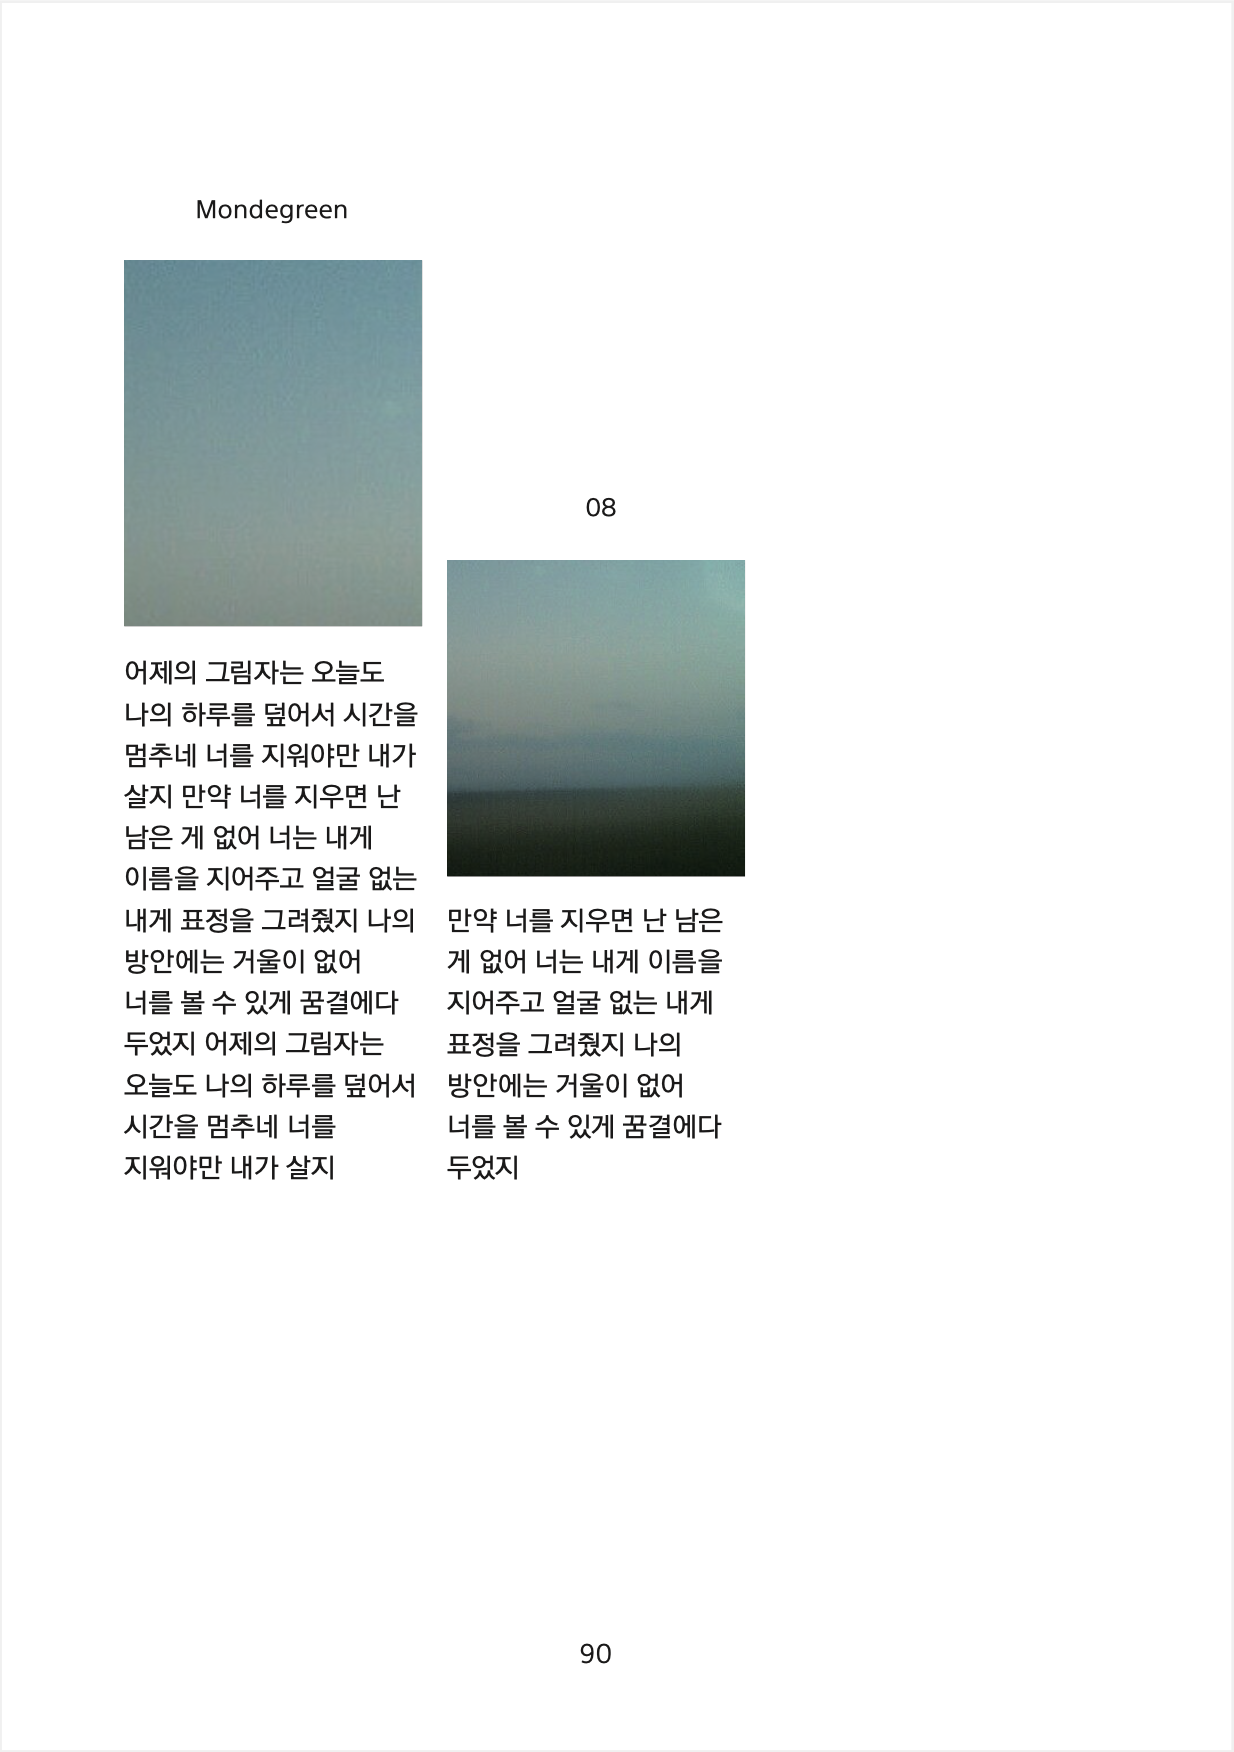 Mondegreen
어제의 그림자는 오늘도
나의 하루를 덮어서 시간을
멈추네 너를 지워야만 내가
살지 만약 너를 지우면 난
남은 게 없어 너는 내게
이름을 지어주고 얼굴 없는
내게 표정을 그려줬지 나의
방안에는 거울이 없어
너를 볼 수 있게 꿈결에다
두었지 어제의 그림자는
오늘도 나의 하루를 덮어서
시간을 멈추네 너를
지워야만 내가 살지
08
만약 너를 지우면 난 남은
게 없어 너는 내게 이름을
지어주고 얼굴 없는 내게
표정을 그려줬지 나의
방안에는 거울이 없어
너를 볼 수 있게 꿈결에다
두었지
90